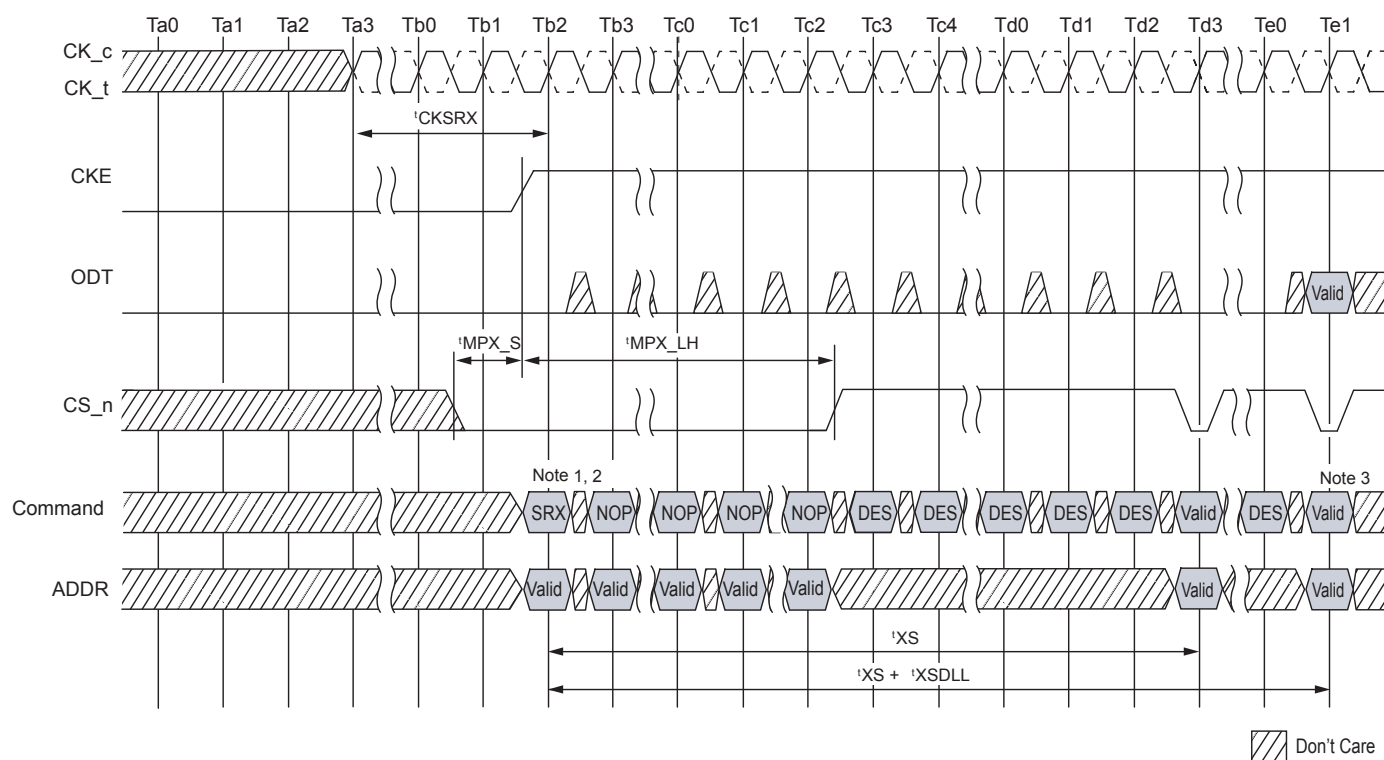 Ta0 Ta1 Ta2 Ta3 Tb0 Tb1 Tb2 Tb3 Tc0 Tc1 Tc2 Tc3 Tc4 Td0 Td1 Td2 Td3 Te0 Te1
CK_c
CK_t
tCKSRX
CKE
ODT
Valid
tMPX_S tMPX_LH
CS_n
Note 1, 2 Note 3
Command SRX NOP NOP NOP NOP DES DES DES DES DES Valid DES Valid
ADDR Valid Valid Valid Valid Valid Valid Valid
tXS
tXS + tXSDLL
Don't Care